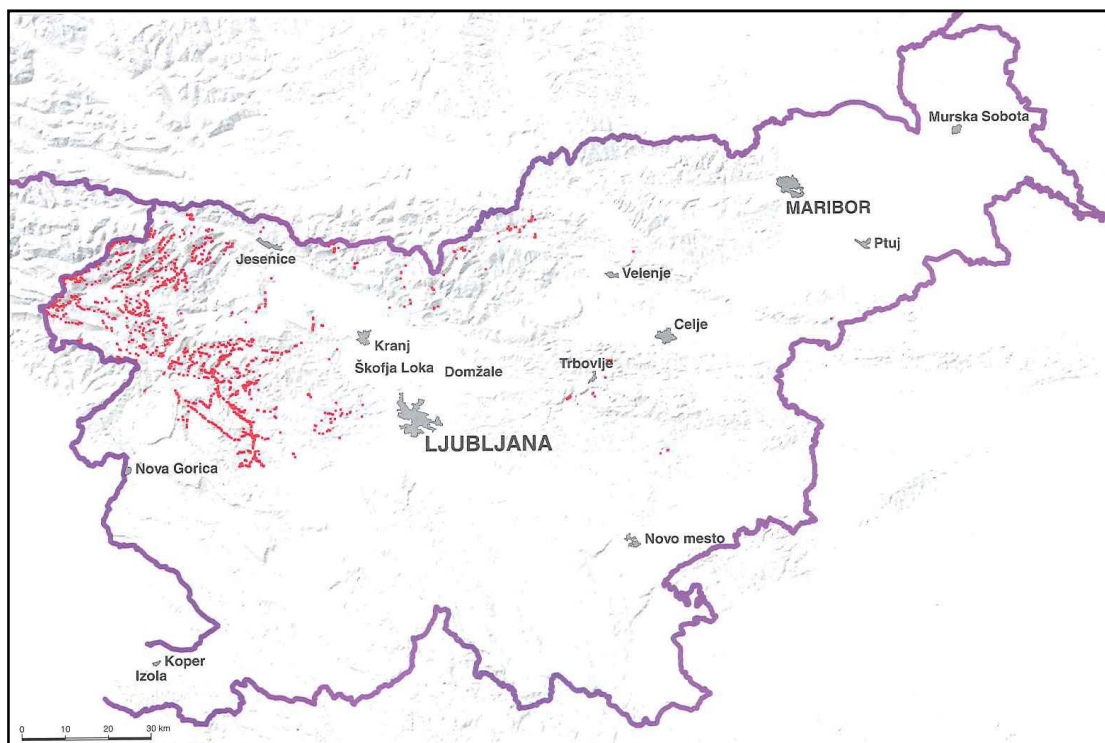 Murska Sobota
MARIBOR
Ptuj
Jesenice
Velenje
Celje
Kranj
Trbovlje
Škofja Loka
Domžale
LJUBLJANA
Nova Gorica
Novo mesto
Koper
Izola
0 10 20 30 km